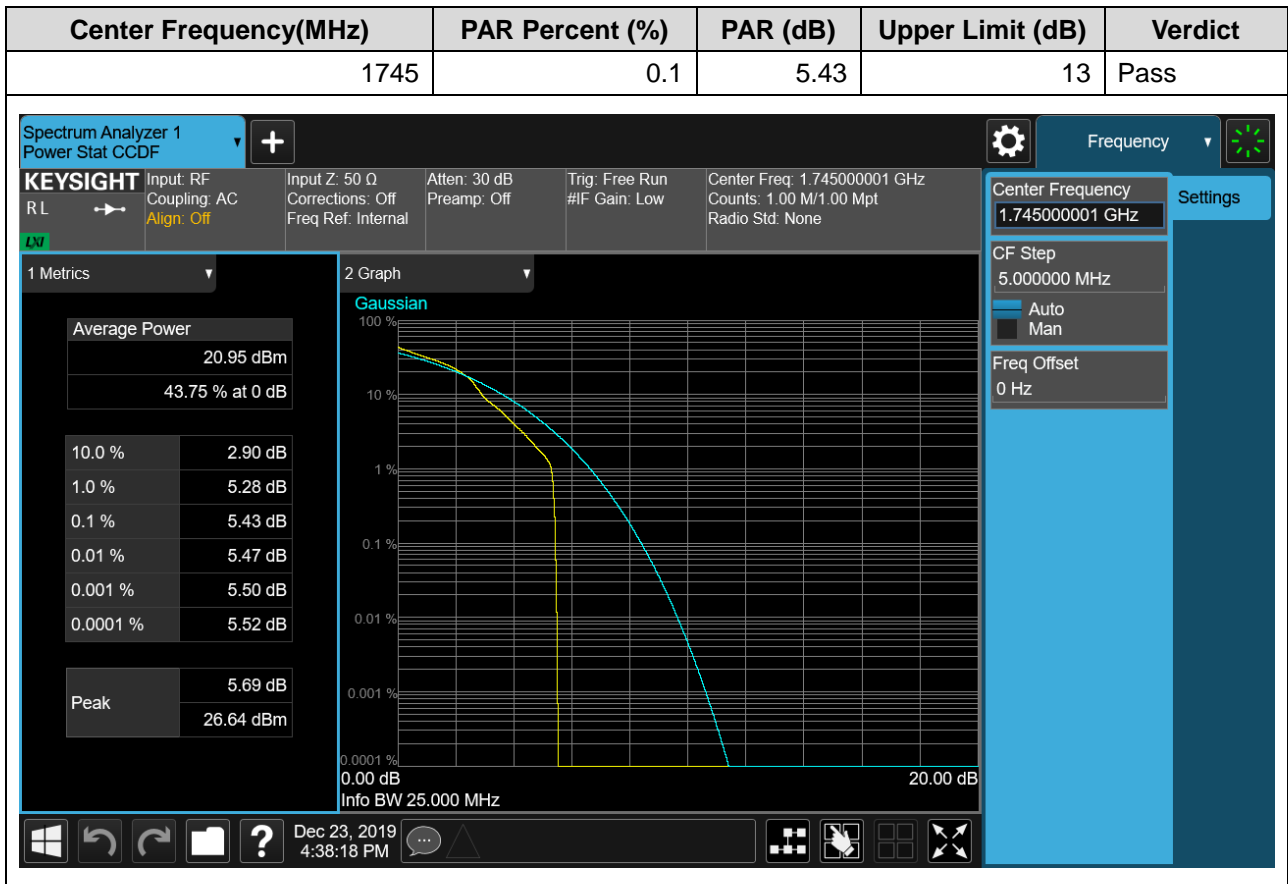 Center Frequency(MHz) PAR Percent (%) PAR (dB) Upper Limit (dB) Verdict
1745 0.1 5.43 13 Pass
Spectrum Analyzer 1
Power Stat CCDF
Frequency
KEYSIGHT
R L
LXI
Input: RF
Coupling: AC
Align: Off
Input Z: 50 Ω
Corrections: Off
Freq Ref: Internal
Atten: 30 dB
Preamp: Off
Trig: Free Run
#IF Gain: Low
Center Freq: 1.745000001 GHz
Counts: 1.00 M/1.00 Mpt
Radio Std: None
Center Frequency
1.745000001 GHz
Settings
CF Step
5.000000 MHz
Auto
Man
Freq Offset
0 Hz
1 Metrics
Average Power
20.95 dBm
43.75 % at 0 dB
10.0 % 2.90 dB
1.0 % 5.28 dB
0.1 % 5.43 dB
0.01 % 5.47 dB
0.001 % 5.50 dB
0.0001 % 5.52 dB
Peak
5.69 dB
26.64 dBm
2 Graph
Gaussian
100 %
10 %
1 %
0.1 %
0.01 %
0.001 %
0.0001 %
0.00 dB 20.00 dB
Info BW 25.000 MHz
?
Dec 23, 2019
4:38:18 PM